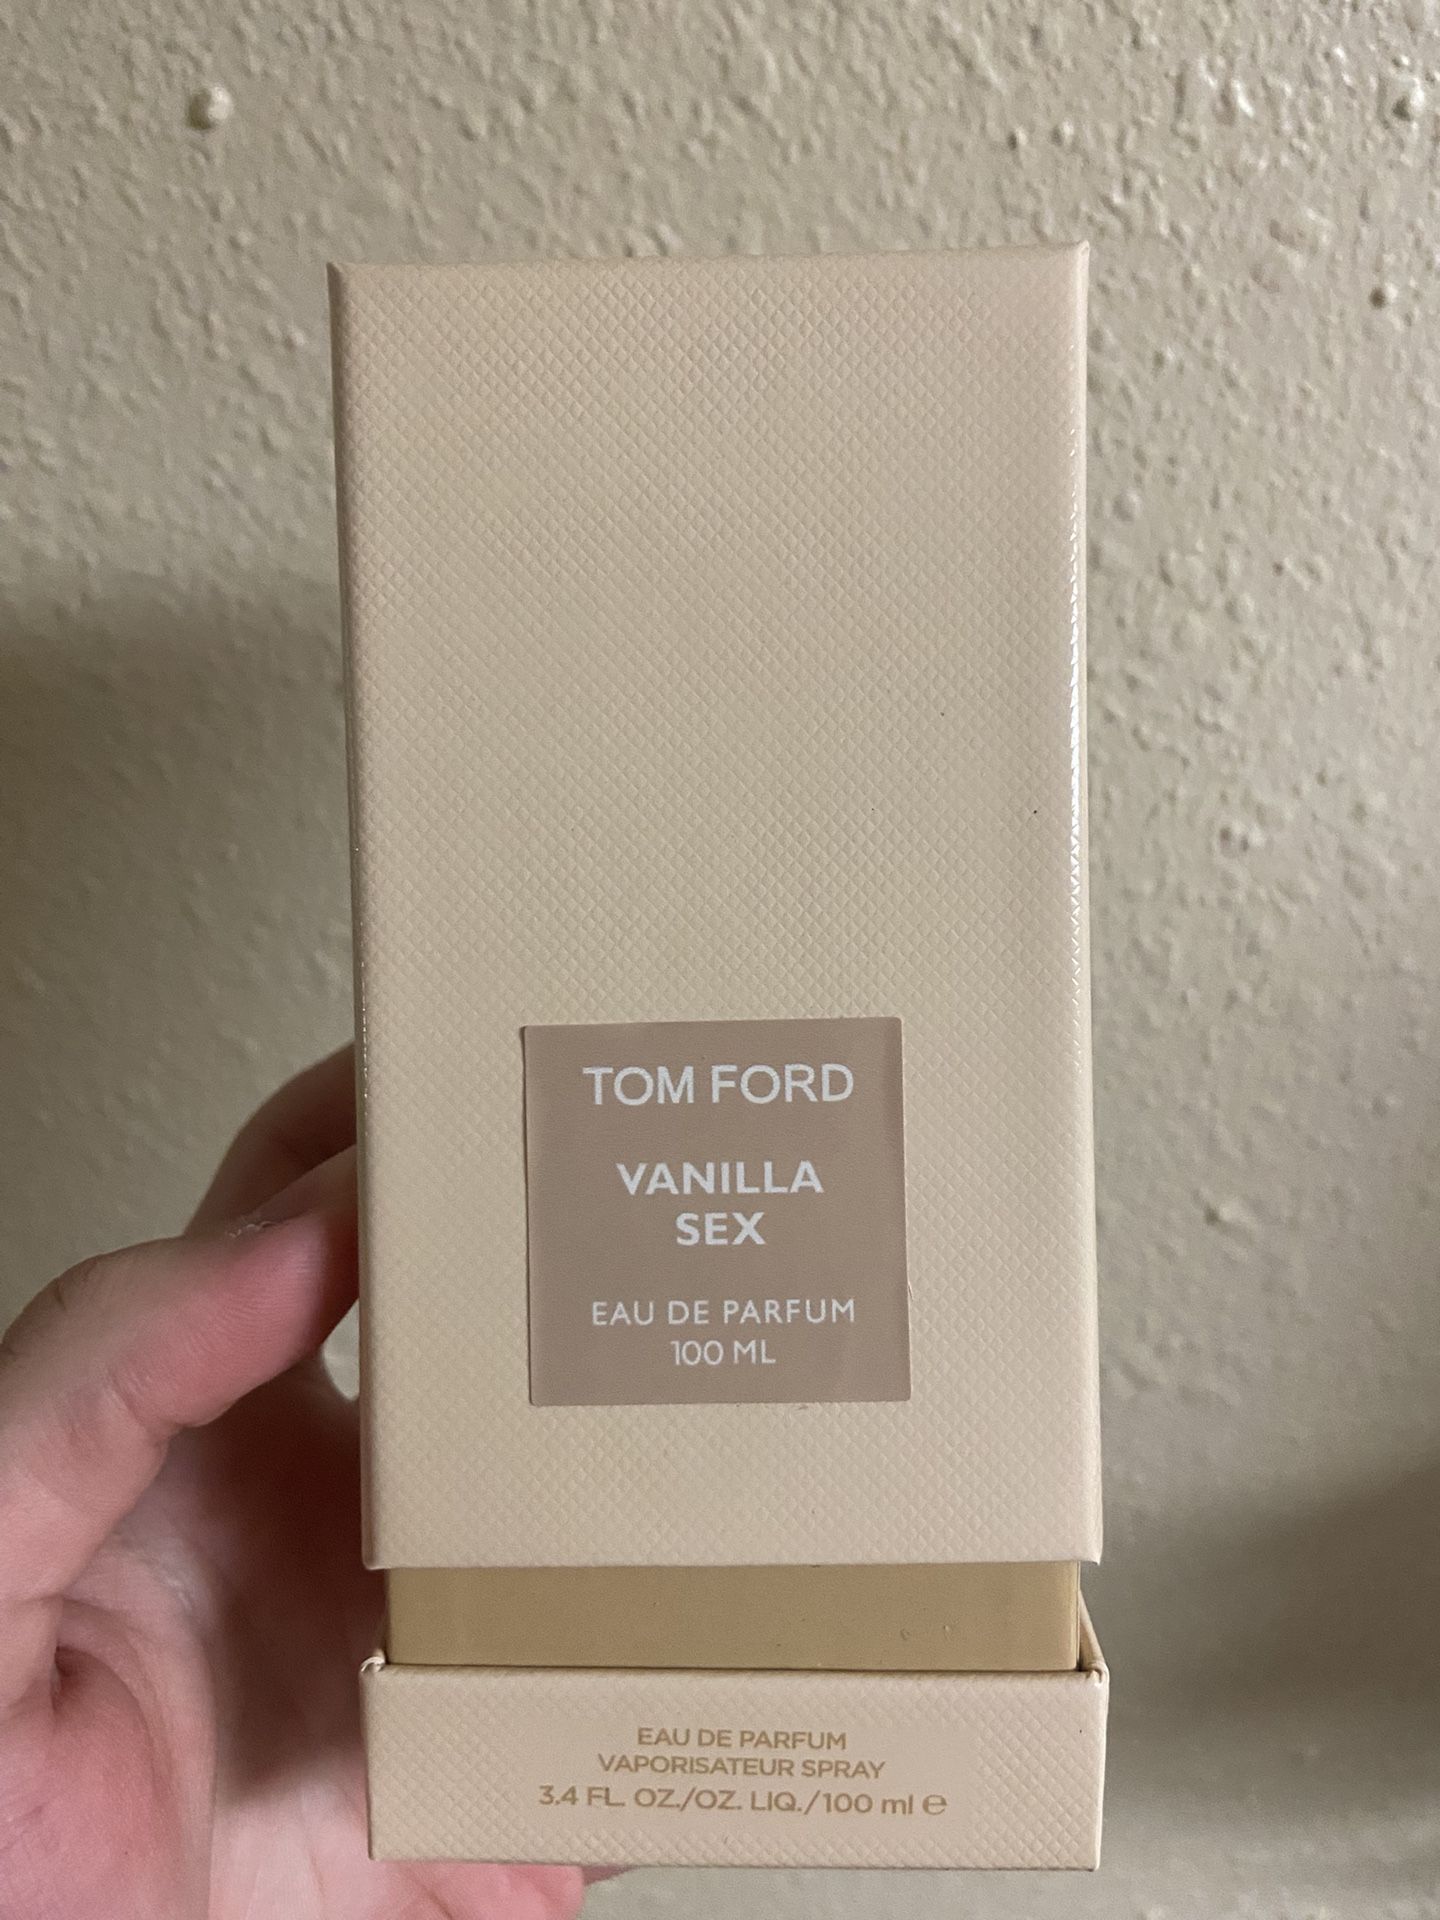 TOM FORD
VANILLA
SEX
EAU DE PARFUM
100 ML
EAU DE PARFUM
VAPORISATEUR SPRAY
3.4 FL. OZ./OZ. LIQ./100 ml ℮